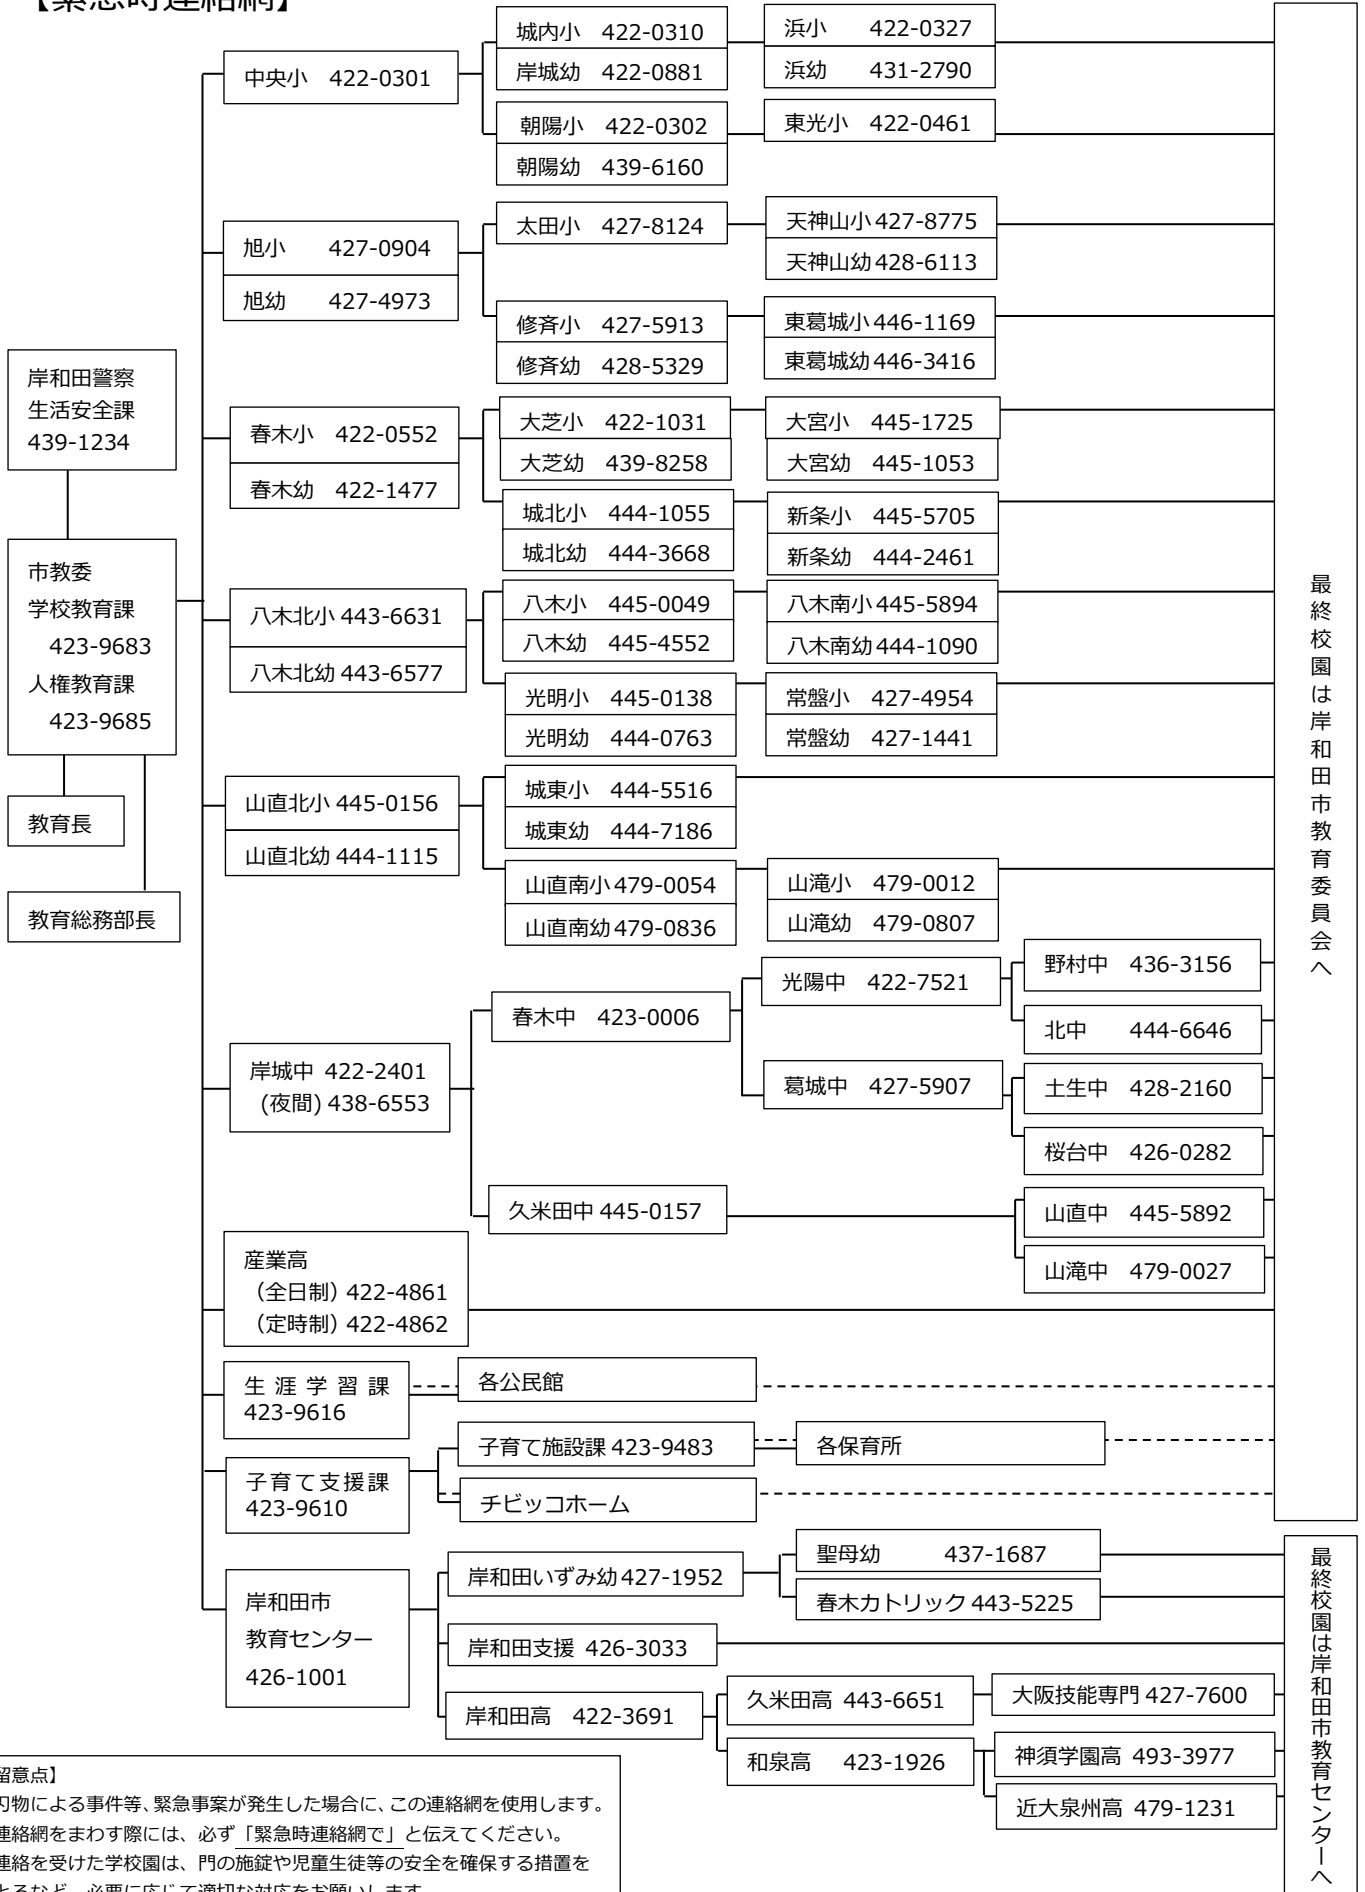 【緊急時連絡網】
中央小 422-0301
城内小 422-0310
岸城幼 422-0881
浜小 422-0327
浜幼 431-2790
朝陽小 422-0302
朝陽幼 439-6160
東光小 422-0461
旭小 427-0904
旭幼 427-4973
太田小 427-8124
天神山小 427-8775
天神山幼 428-6113
修斉小 427-5913
修斉幼 428-5329
東葛城小 446-1169
東葛城幼 446-3416
岸和田警察
生活安全課
439-1234
春木小 422-0552
春木幼 422-1477
大芝小 422-1031
大芝幼 439-8258
大宮小 445-1725
大宮幼 445-1053
城北小 444-1055
城北幼 444-3668
新条小 445-5705
新条幼 444-2461
市教委
学校教育課
423-9683
人権教育課
423-9685
教育長
教育総務部長
八木北小 443-6631
八木北幼 443-6577
八木小 445-0049
八木幼 445-4552
八木南小 445-5894
八木南幼 444-1090
光明小 445-0138
光明幼 444-0763
常盤小 427-4954
常盤幼 427-1441
山直北小 445-0156
山直北幼 444-1115
城東小 444-5516
城東幼 444-7186
山直南小 479-0054
山直南幼 479-0836
山滝小 479-0012
山滝幼 479-0807
岸城中 422-2401
(夜間) 438-6553
春木中 423-0006
光陽中 422-7521
野村中 436-3156
北中 444-6646
葛城中 427-5907
土生中 428-2160
桜台中 426-0282
久米田中 445-0157
山直中 445-5892
山滝中 479-0027
産業高
（全日制）422-4861
（定時制）422-4862
生涯学習課
423-9616
各公民館
子育て支援課
423-9610
子育て施設課 423-9483
各保育所
チビッコホーム
最終校園は岸和田市教育委員会へ
岸和田市
教育センター
426-1001
岸和田いずみ幼 427-1952
聖母幼 437-1687
春木カトリック 443-5225
岸和田支援 426-3033
岸和田高 422-3691
久米田高 443-6651
大阪技能専門 427-7600
和泉高 423-1926
神須学園高 493-3977
近大泉州高 479-1231
最終校園は岸和田市教育センターへ
留意点】
刃物による事件等、緊急事案が発生した場合に、この連絡網を使用します。
連絡網をまわす際には、必ず「緊急時連絡網で」と伝えてください。
連絡を受けた学校園は、門の施錠や児童生徒等の安全を確保する措置を
とるなど、必要に応じて適切な対応をお願いします。